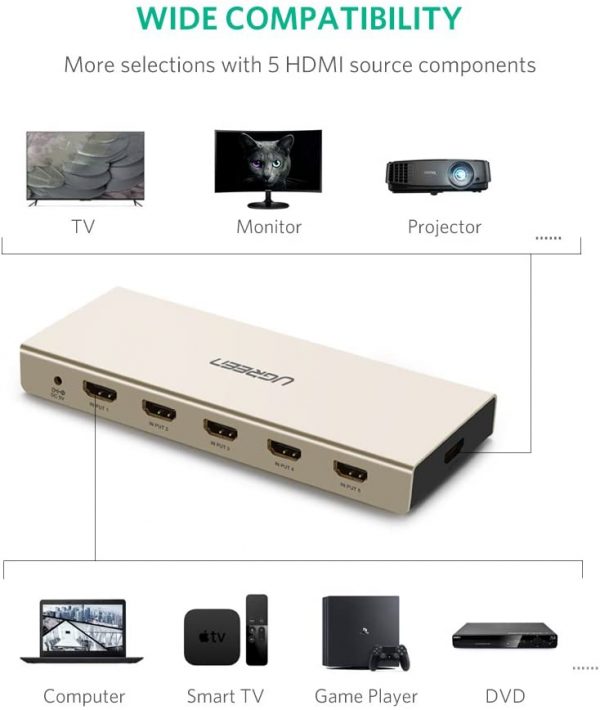 WIDE COMPATIBILITY
More selections with 5 HDMI source components
TV
Monitor
Projector
......
UGREEN
DC 5V
INPUT 1
INPUT 2
INPUT 3
INPUT 4
INPUT 5
tv
Computer
Smart TV
Game Player
DVD
......